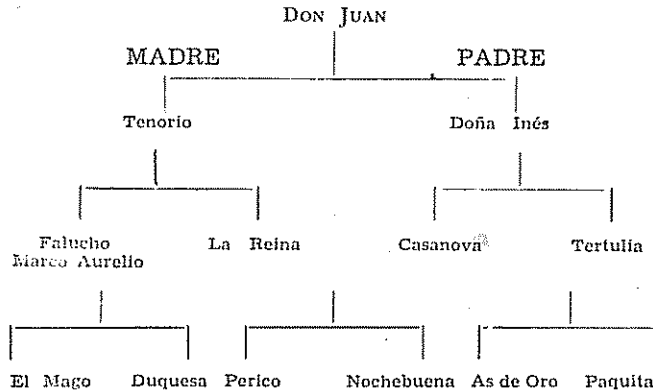 DON JUAN
MADRE PADRE
Tenorio Doña Inés
Falucho La Reina Casanova Tertulia
Marco Aurelio
El Mago Duquesa Perico Nochebuena As de Oro Paquita